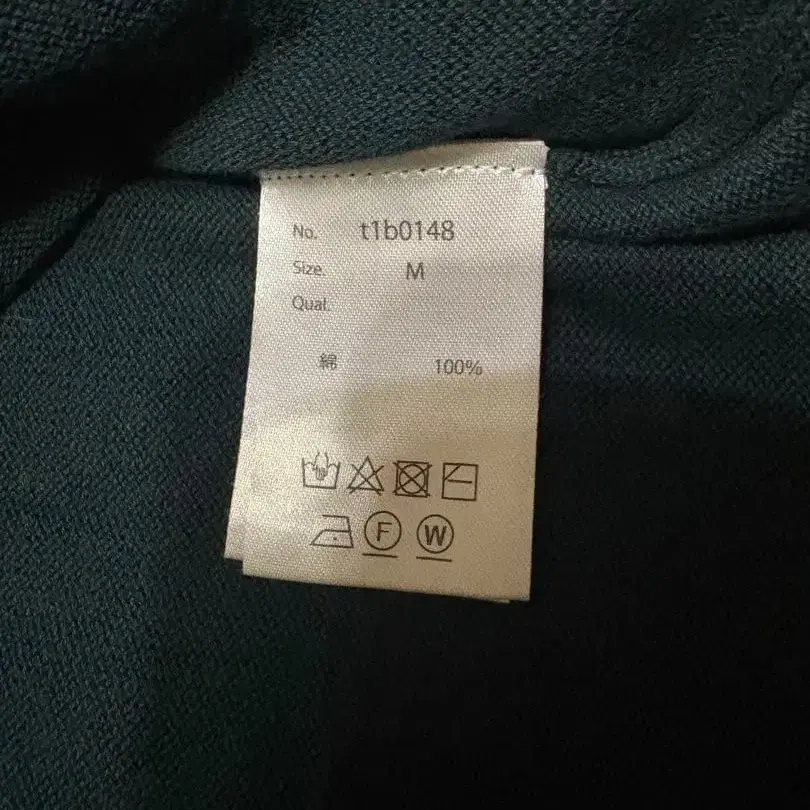 No. t1b0148
Size. M
Qual.
綿 100%
F W